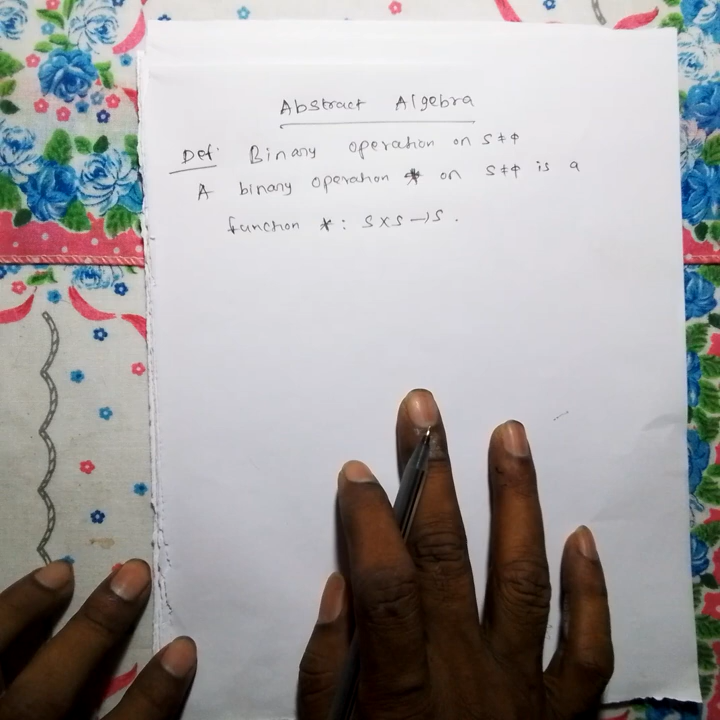 Abstract Algebra
Def: Binary operation on S≠ϕ
A binary operation * on S≠ϕ is a
function *: S×S→S.